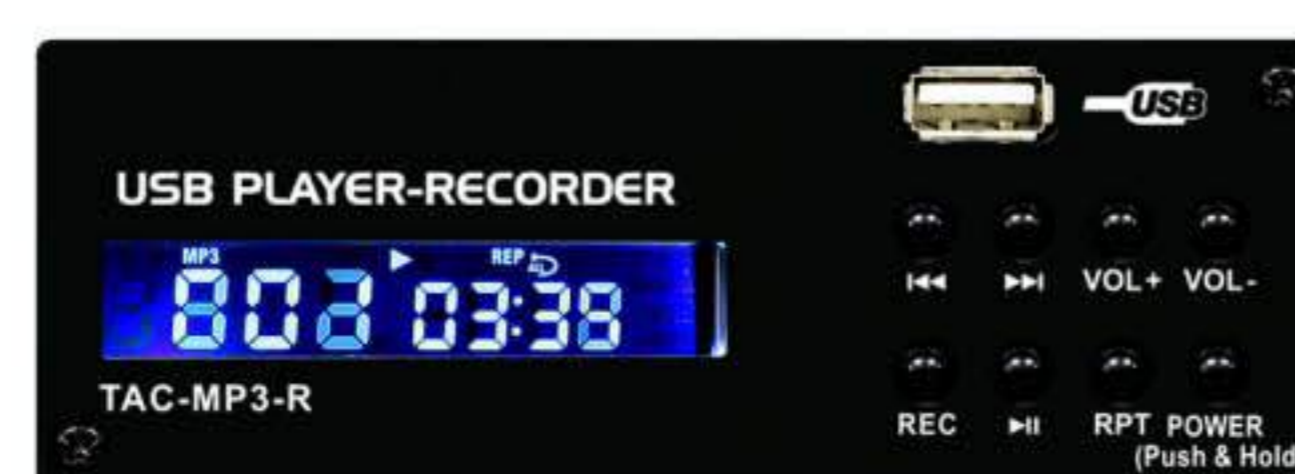 USB
USB PLAYER-RECORDER
MP3 REP
802 03:38
VOL+ VOL-
TAC-MP3-R
REC RPT POWER
(Push & Hold